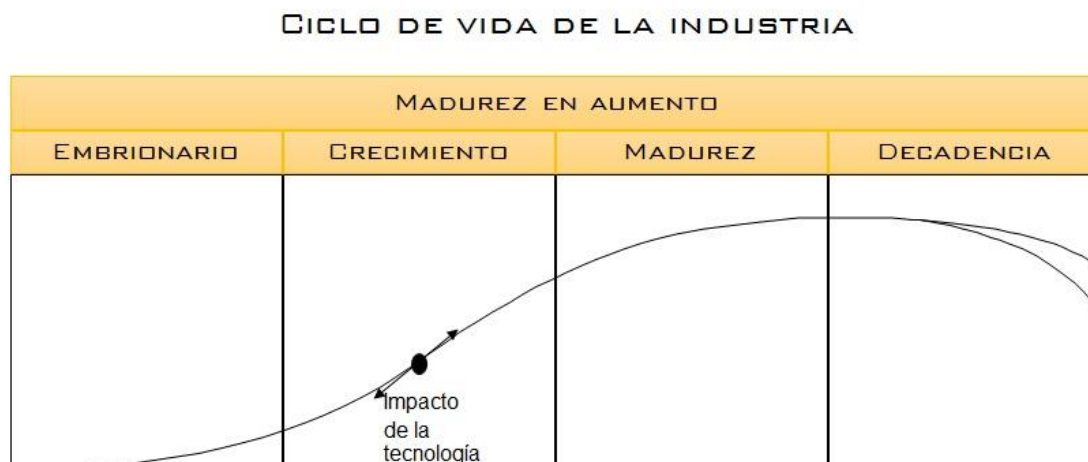 CICLO DE VIDA DE LA INDUSTRIA
MADUREZ EN AUMENTO
EMBRIONARIO
CRECIMIENTO
MADUREZ
DECADENCIA
Impacto
de la
tecnología